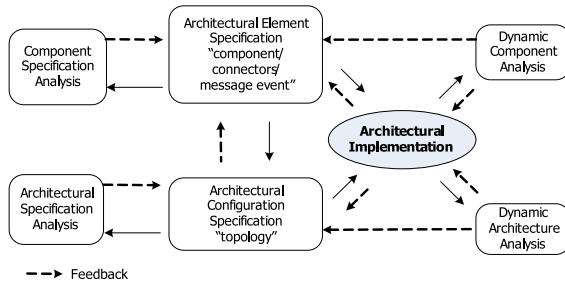 Component
Specification
Analysis
Architectural Element
Specification
“component/
connectors/
message event”
Dynamic
Component
Analysis
Architectural
Implementation
Architectural
Specification
Analysis
Architectural
Configuration
Specification
“topology”
Dynamic
Architecture
Analysis
Feedback